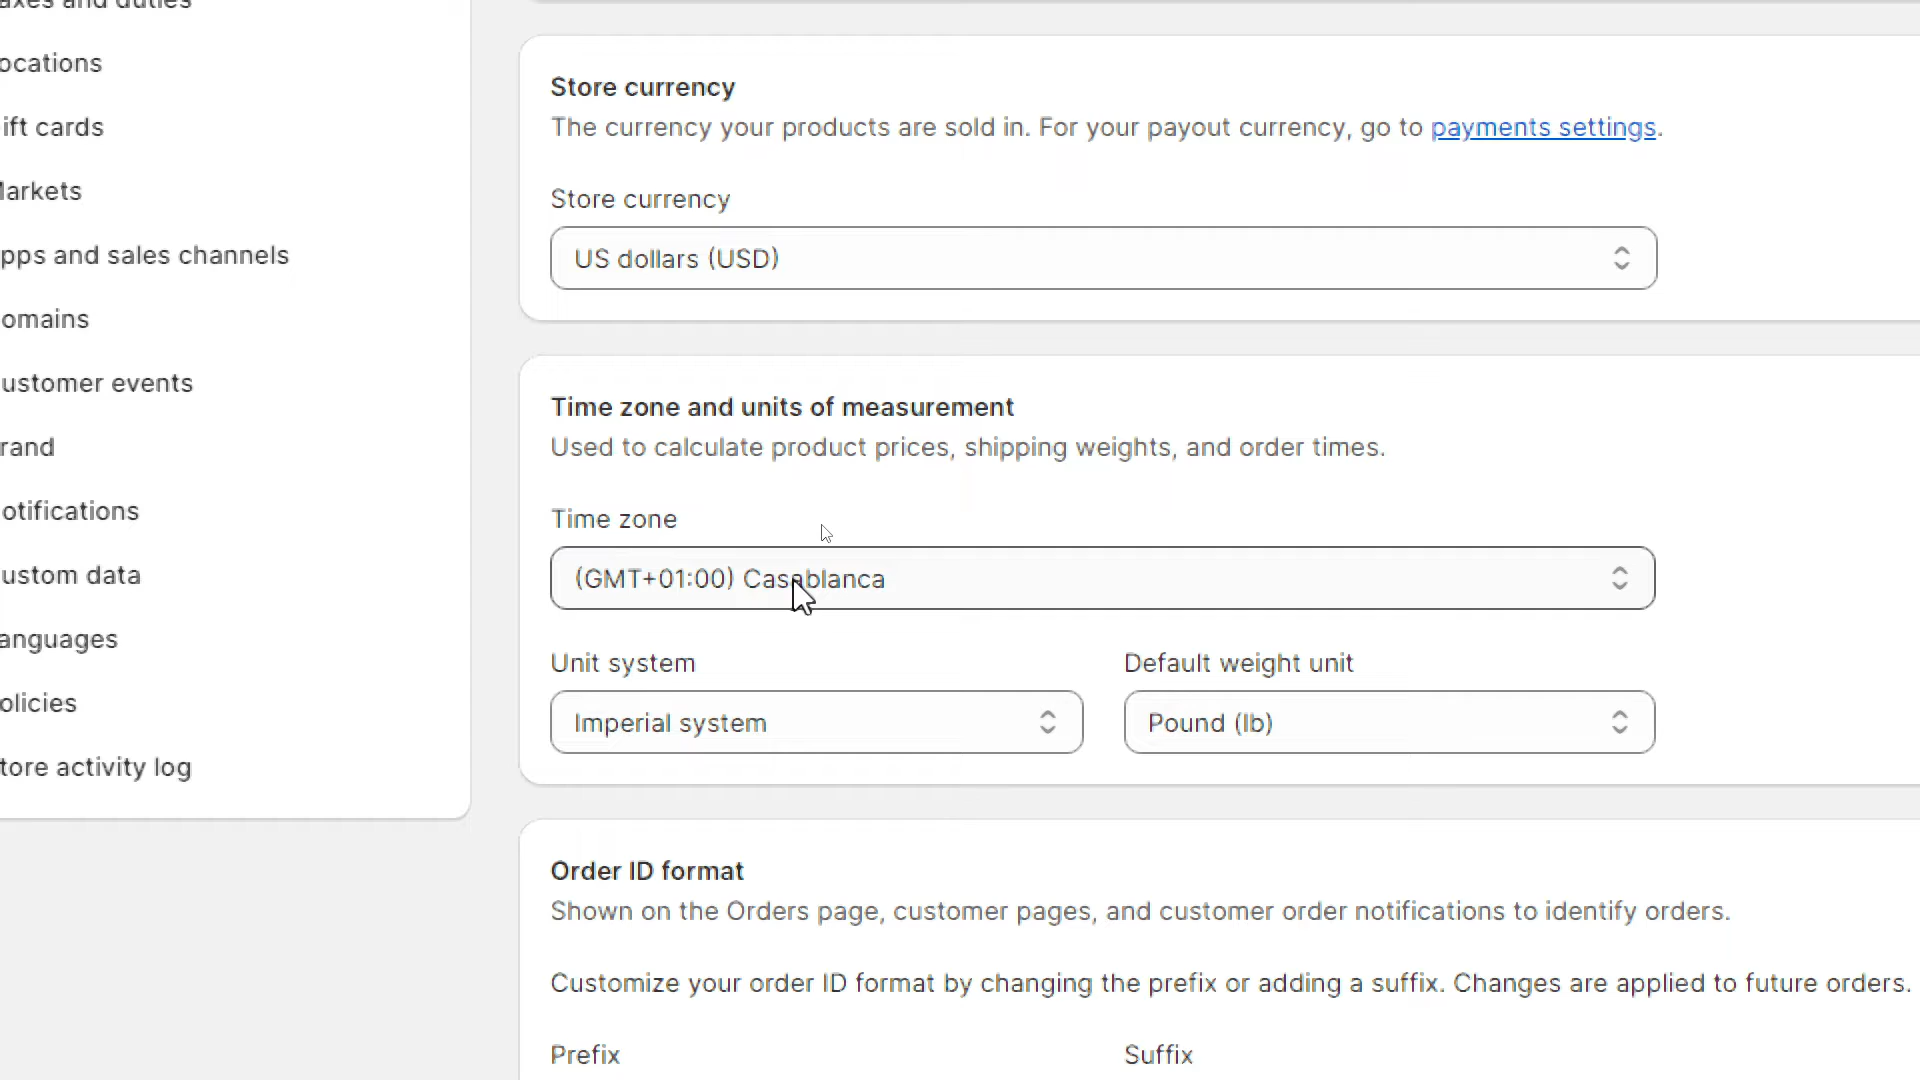 axes and duties
ocations
ift cards
arkets
pps and sales channels
omains
ustomer events
rand
otifications
ustom data
anguages
olicies
tore activity log
Store currency
The currency your products are sold in. For your payout currency, go to payments settings.
Store currency
US dollars (USD)
Time zone and units of measurement
Used to calculate product prices, shipping weights, and order times.
Time zone
(GMT+01:00) Casablanca
Unit system
Default weight unit
Imperial system
Pound (lb)
Order ID format
Shown on the Orders page, customer pages, and customer order notifications to identify orders.
Customize your order ID format by changing the prefix or adding a suffix. Changes are applied to future orders.
Prefix
Suffix